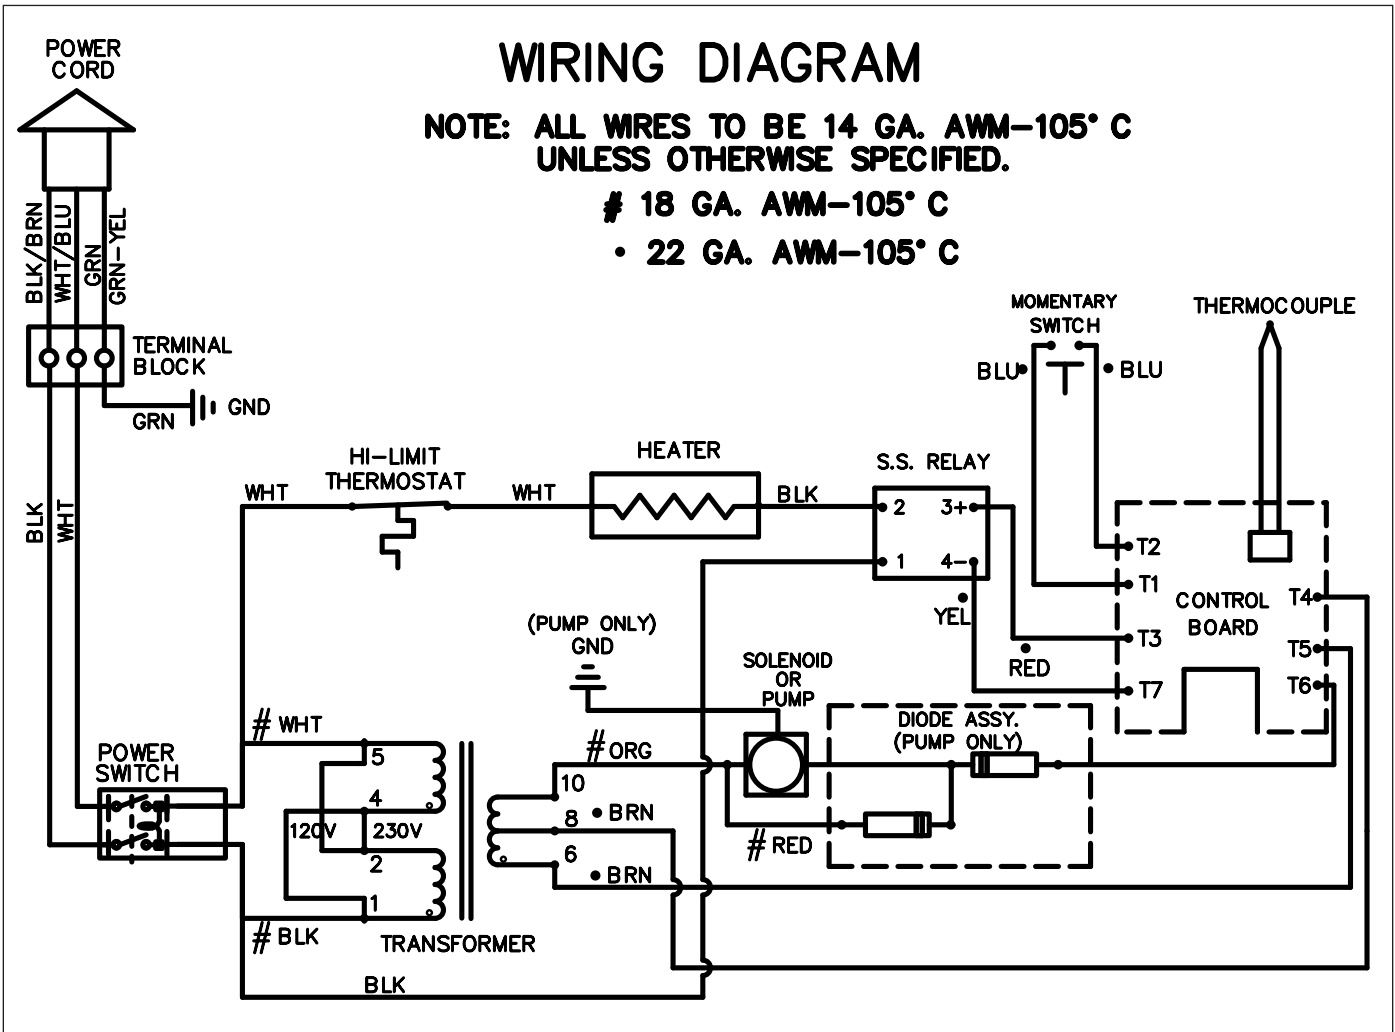 POWER
CORD
WIRING DIAGRAM
NOTE: ALL WIRES TO BE 14 GA. AWM-105° C
UNLESS OTHERWISE SPECIFIED.
# 18 GA. AWM-105° C
• 22 GA. AWM-105° C
BLK/BRN
WHT/BLU
GRN
GRN-YEL
TERMINAL
BLOCK
GRN
GND
BLK
WHT
MOMENTARY
SWITCH
BLU•
• BLU
THERMOCOUPLE
HI-LIMIT
THERMOSTAT
WHT
WHT
HEATER
BLK
S.S. RELAY
2
3+
1
4-
•
YEL
•
RED
T2
T1
T3
T7
CONTROL
BOARD
T4
T5
T6
(PUMP ONLY)
GND
SOLENOID
OR
PUMP
DIODE ASSY.
(PUMP ONLY)
POWER
SWITCH
# WHT
5
4
120V
230V
2
1
# BLK
TRANSFORMER
BLK
# ORG
10
8
• BRN
6
• BRN
# RED